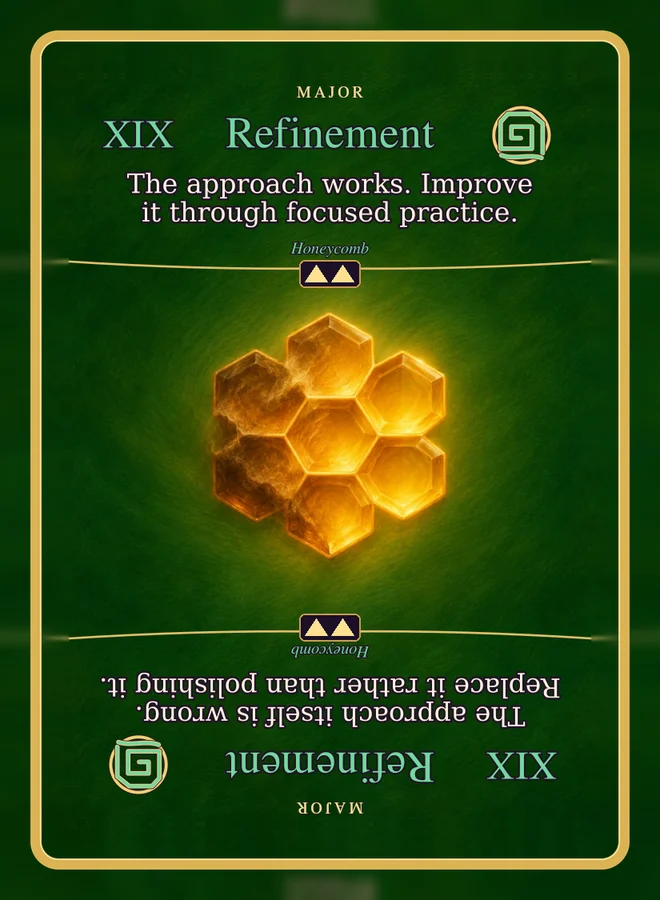 MAJOR
XIX Refinement
The approach works. Improve
it through focused practice.
Honeycomb
MAJOR
XIX Refinement
The approach itself is wrong.
Replace it rather than polishing it.
Honeycomb